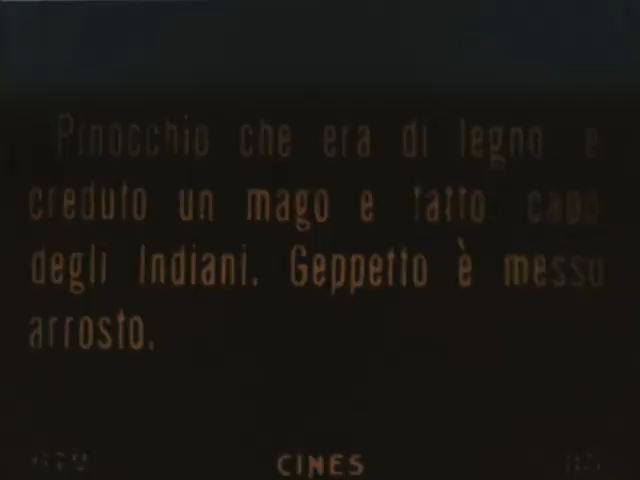 Pinocchio che era di legno è
creduto un mago e fatto capo
degli Indiani. Geppetto è messo
arrosto.
CINES